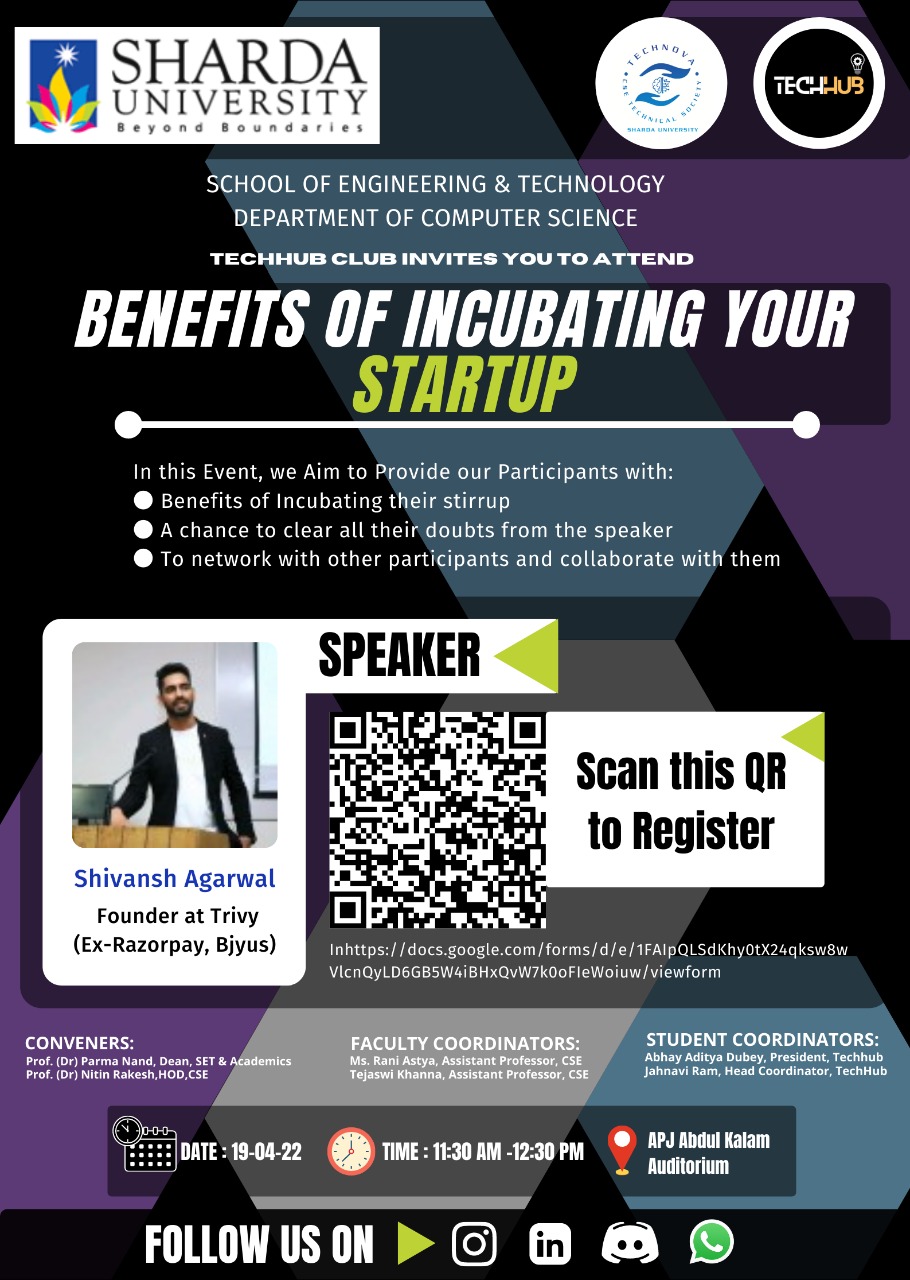 SHARDA
UNIVERSITY
Beyond Boundaries
TECHNOVA
CSE TECHNICAL SOCIETY
SHARDA UNIVERSITY
TECHHUB
SCHOOL OF ENGINEERING & TECHNOLOGY
DEPARTMENT OF COMPUTER SCIENCE
TECHHUB CLUB INVITES YOU TO ATTEND
BENEFITS OF INCUBATING YOUR
STARTUP
In this Event, we Aim to Provide our Participants with:
Benefits of Incubating their stirrup
A chance to clear all their doubts from the speaker
To network with other participants and collaborate with them
SPEAKER
Scan this QR
to Register
Shivansh Agarwal
Founder at Trivy
(Ex-Razorpay, Bjyus)
Inhttps://docs.google.com/forms/d/e/1FAIpQLSdKhy0tX24qksw8w
VlcnQyLD6GB5W4iBHxQvW7k0oFIeWoiuw/viewform
CONVENERS:
Prof. (Dr) Parma Nand, Dean, SET & Academics
Prof. (Dr) Nitin Rakesh,HOD,CSE
FACULTY COORDINATORS:
Ms. Rani Astya, Assistant Professor, CSE
Tejaswi Khanna, Assistant Professor, CSE
STUDENT COORDINATORS:
Abhay Aditya Dubey, President, Techhub
Jahnavi Ram, Head Coordinator, TechHub
DATE : 19-04-22
TIME : 11:30 AM -12:30 PM
APJ Abdul Kalam
Auditorium
FOLLOW US ON